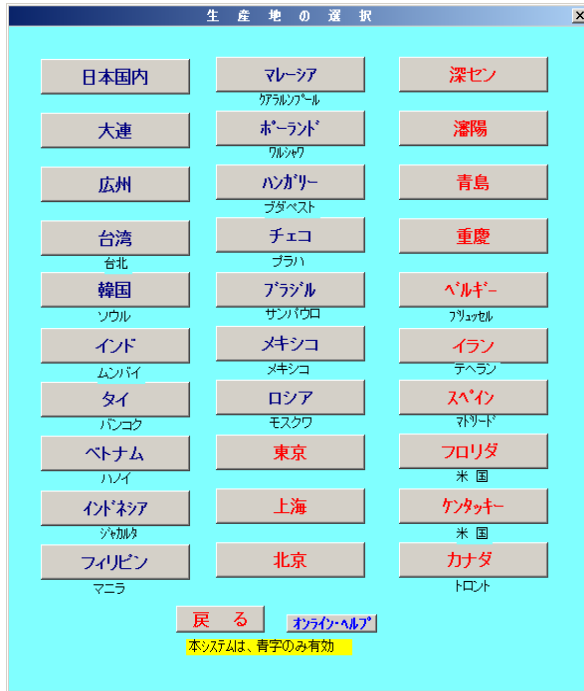 生産地の選択
日本国内
マレーシア
クアラルンプール
深セン
大連
ポーランド
ワルシャワ
瀋陽
広州
ハンガリー
ブダペスト
青島
台湾
台北
チェコ
プラハ
重慶
韓国
ソウル
ブラジル
サンパウロ
ベルギー
ブリュッセル
インド
ムンバイ
メキシコ
メキシコ
イラン
テヘラン
タイ
バンコク
ロシア
モスクワ
スペイン
マドリード
ベトナム
ハノイ
東京
フロリダ
米 国
インドネシア
ジャカルタ
上海
ケンタッキー
米 国
フィリピン
マニラ
北京
カナダ
トロント
戻 る
オンライン・ヘルプ
本システムは、青字のみ有効